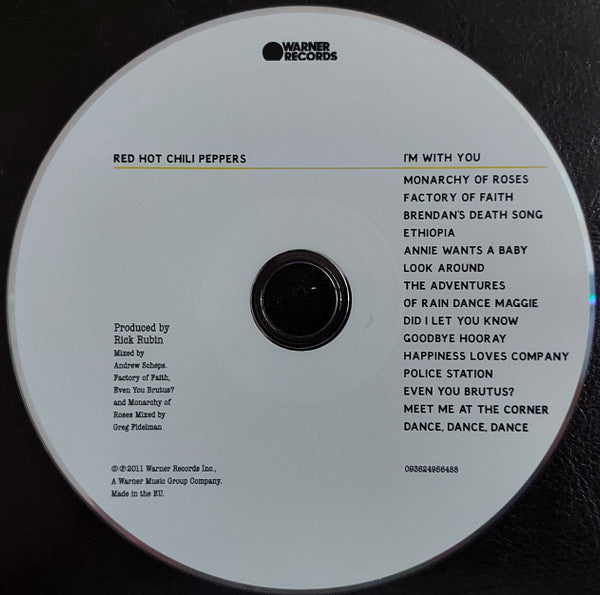 WARNER
RECORDS
RED HOT CHILI PEPPERS
I'M WITH YOU
MONARCHY OF ROSES
FACTORY OF FAITH
BRENDAN'S DEATH SONG
ETHIOPIA
ANNIE WANTS A BABY
LOOK AROUND
THE ADVENTURES
OF RAIN DANCE MAGGIE
DID I LET YOU KNOW
GOODBYE HOORAY
HAPPINESS LOVES COMPANY
POLICE STATION
EVEN YOU BRUTUS?
MEET ME AT THE CORNER
DANCE, DANCE, DANCE
Produced by
Rick Rubin
Mixed by
Andrew Scheps.
Factory of Faith,
Even You Brutus?
and Monarchy of
Roses Mixed by
Greg Fidelman
© ℗ 2011 Warner Records Inc.,
A Warner Music Group Company.
Made in the EU.
093624956488